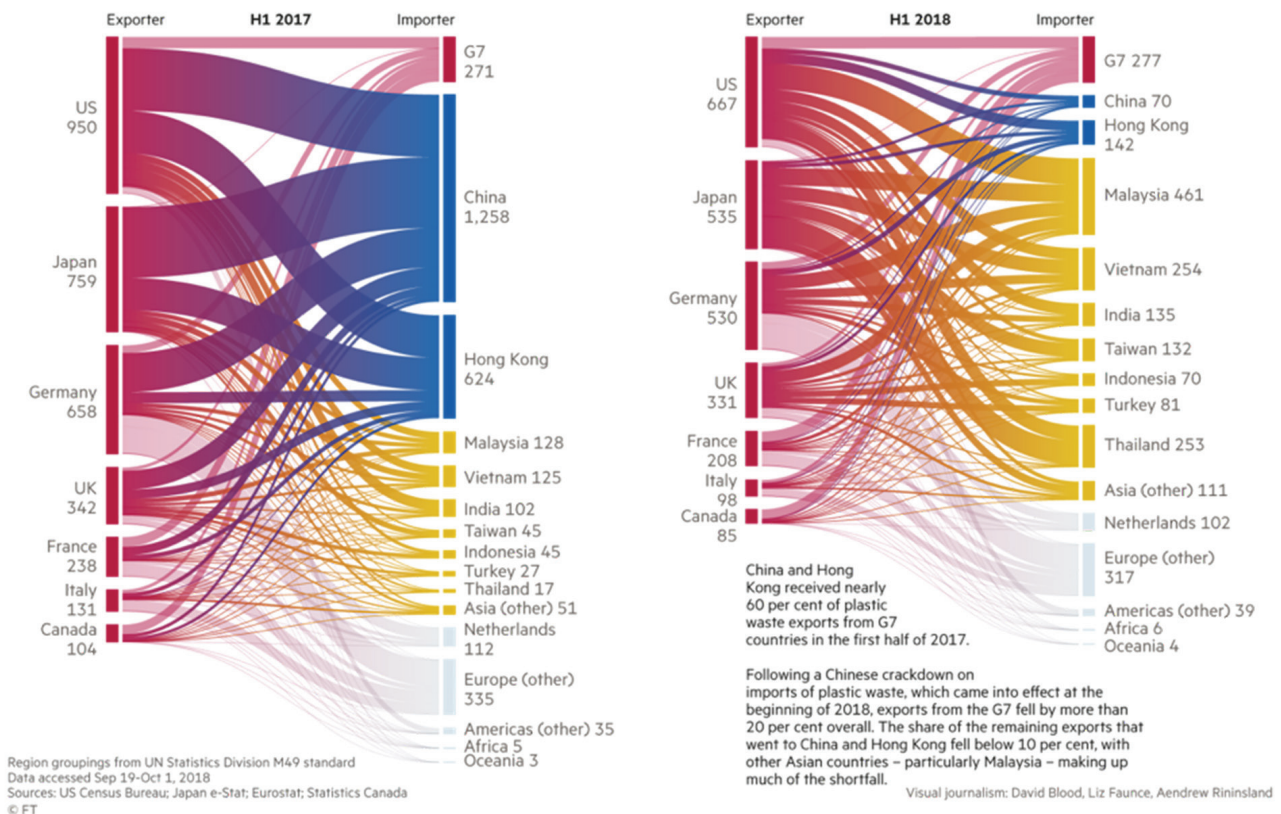 Exporter H1 2017 Importer
US
950
Japan
759
Germany
658
UK
342
France
238
Italy
131
Canada
104
G7
271
China
1,258
Hong Kong
624
Malaysia 128
Vietnam 125
India 102
Taiwan 45
Indonesia 45
Turkey 27
Thailand 17
Asia (other) 51
Netherlands
112
Europe (other)
335
Americas (other) 35
Africa 5
Oceania 3
Region groupings from UN Statistics Division M49 standard
Data accessed Sep 19-Oct 1, 2018
Sources: US Census Bureau; Japan e-Stat; Eurostat; Statistics Canada
© FT
Exporter H1 2018 Importer
US
667
Japan
535
Germany
530
UK
331
France
208
Italy
98
Canada
85
G7 277
China 70
Hong Kong
142
Malaysia 461
Vietnam 254
India 135
Taiwan 132
Indonesia 70
Turkey 81
Thailand 253
Asia (other) 111
Netherlands 102
Europe (other)
317
Americas (other) 39
Africa 6
Oceania 4
China and Hong
Kong received nearly
60 per cent of plastic
waste exports from G7
countries in the first half of 2017.
Following a Chinese crackdown on
imports of plastic waste, which came into effect at the
beginning of 2018, exports from the G7 fell by more than
20 per cent overall. The share of the remaining exports that
went to China and Hong Kong fell below 10 per cent, with
other Asian countries – particularly Malaysia – making up
much of the shortfall.
Visual journalism: David Blood, Liz Faunce, Aendrew Rininsland